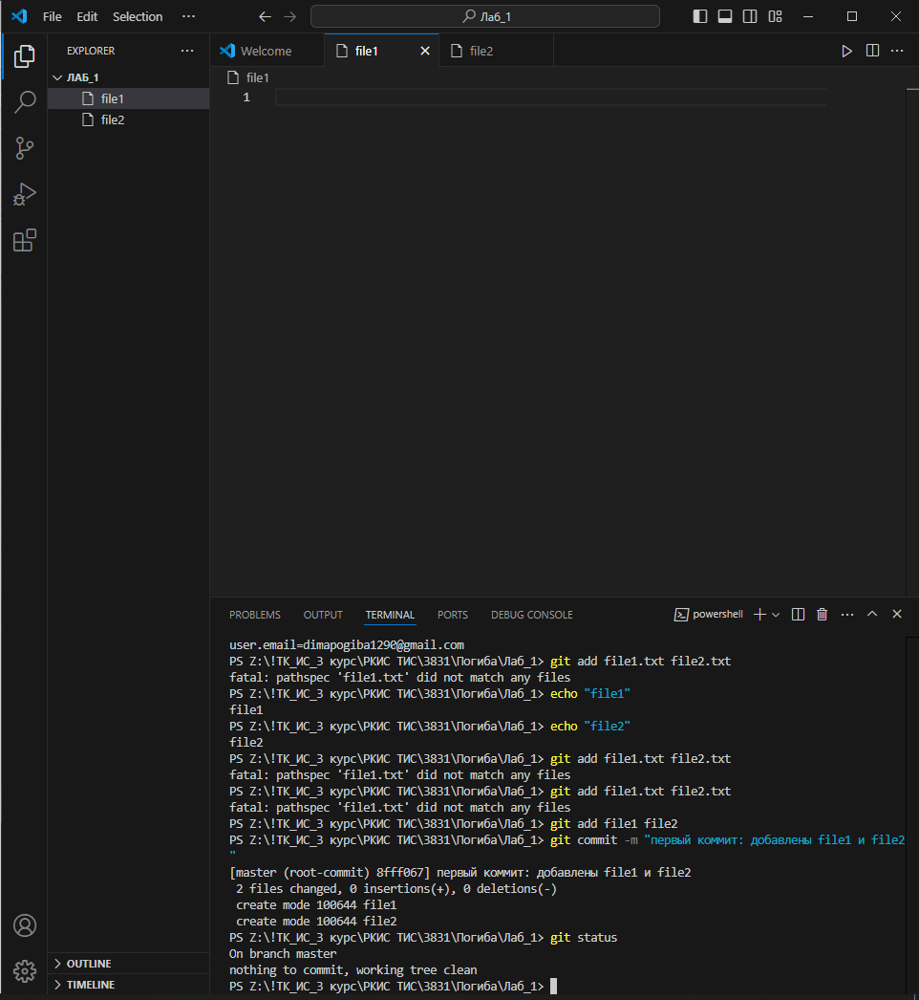 File Edit Selection ··· Лаб_1
EXPLORER ···
ЛАБ_1
file1
file2
Welcome file1 file2
file1
1
PROBLEMS OUTPUT TERMINAL PORTS DEBUG CONSOLE powershell
user.email=dimapogiba1290@gmail.com
PS Z:\!ТК_ИС_3 курс\РКИС ТИС\3831\Погиба\Лаб_1> git add file1.txt file2.txt
fatal: pathspec 'file1.txt' did not match any files
PS Z:\!ТК_ИС_3 курс\РКИС ТИС\3831\Погиба\Лаб_1> echo "file1"
file1
PS Z:\!ТК_ИС_3 курс\РКИС ТИС\3831\Погиба\Лаб_1> echo "file2"
file2
PS Z:\!ТК_ИС_3 курс\РКИС ТИС\3831\Погиба\Лаб_1> git add file1.txt file2.txt
fatal: pathspec 'file1.txt' did not match any files
PS Z:\!ТК_ИС_3 курс\РКИС ТИС\3831\Погиба\Лаб_1> git add file1.txt file2.txt
fatal: pathspec 'file1.txt' did not match any files
PS Z:\!ТК_ИС_3 курс\РКИС ТИС\3831\Погиба\Лаб_1> git add file1 file2
PS Z:\!ТК_ИС_3 курс\РКИС ТИС\3831\Погиба\Лаб_1> git commit -m "первый коммит: добавлены file1 и file2
"
[master (root-commit) 8fff067] первый коммит: добавлены file1 и file2
2 files changed, 0 insertions(+), 0 deletions(-)
create mode 100644 file1
create mode 100644 file2
PS Z:\!ТК_ИС_3 курс\РКИС ТИС\3831\Погиба\Лаб_1> git status
On branch master
nothing to commit, working tree clean
PS Z:\!ТК_ИС_3 курс\РКИС ТИС\3831\Погиба\Лаб_1>
OUTLINE
TIMELINE